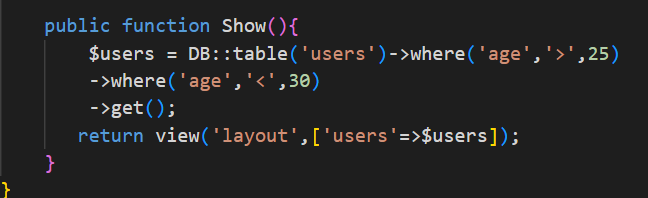 public function Show(){
$users = DB::table('users')->where('age','>',25)
->where('age','<',30)
->get();
return view('layout',['users'=>$users]);
}
}